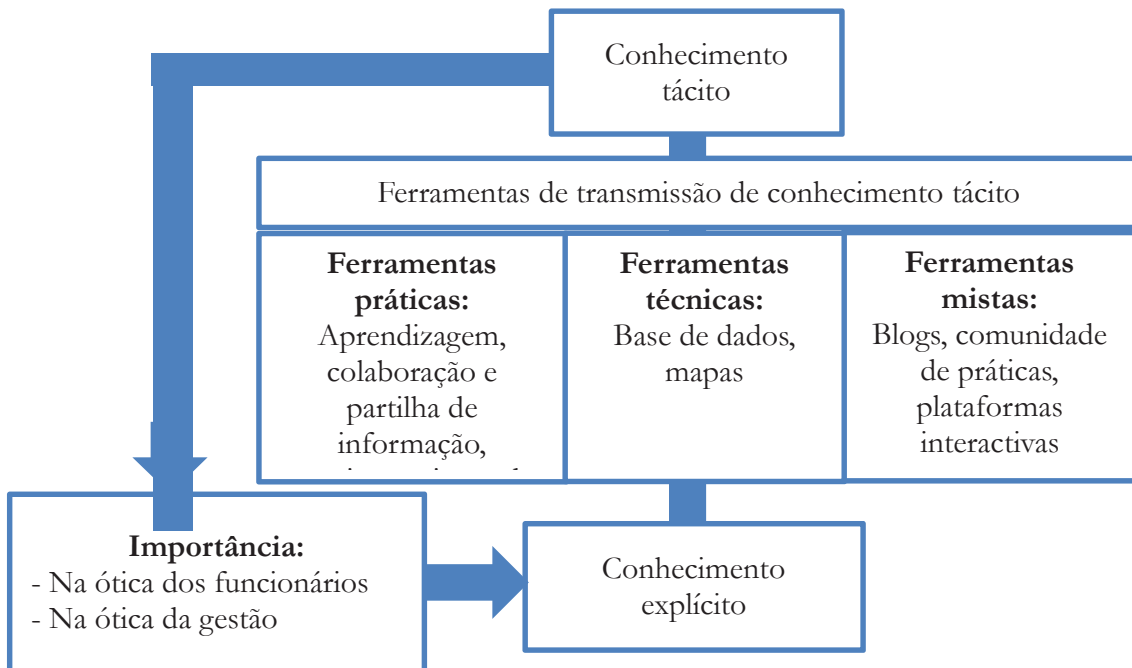 Conhecimento
tácito
Ferramentas de transmissão de conhecimento tácito
Ferramentas
práticas:
Aprendizagem,
colaboração e
partilha de
informação,
Ferramentas
técnicas:
Base de dados,
mapas
Ferramentas
mistas:
Blogs, comunidade
de práticas,
plataformas
interactivas
Importância:
- Na ótica dos funcionários
- Na ótica da gestão
Conhecimento
explícito